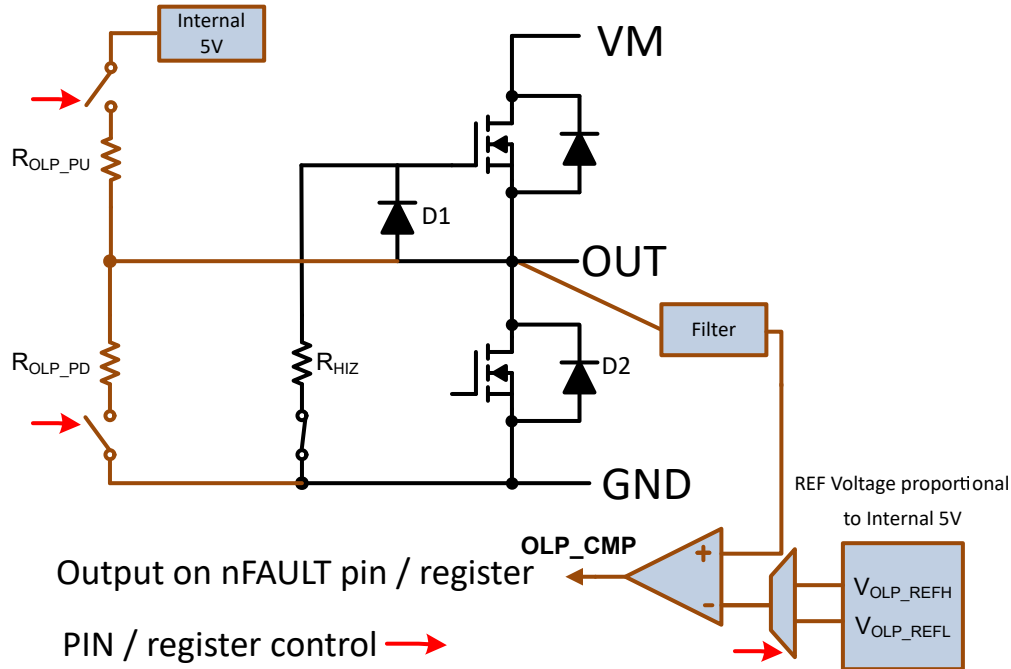 Internal
5V
VM
R_OLP_PU
D1
OUT
Filter
R_OLP_PD
R_HIZ
D2
GND
REF Voltage proportional
to Internal 5V
OLP_CMP
+
-
Output on nFAULT pin / register
V_OLP_REFH
V_OLP_REFL
PIN / register control